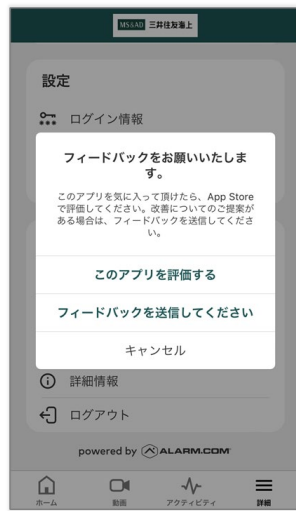 MS&AD 三井住友海上
設定
ログイン情報
フィードバックをお願いいたしま
す。
このアプリを気に入って頂けたら、App Store
で評価してください。改善についてのご提案が
ある場合は、フィードバックを送信してくださ
い。
このアプリを評価する
フィードバックを送信してください
キャンセル
詳細情報
ログアウト
powered by ALARM.COM
ホーム
動画
アクティビティ
詳細